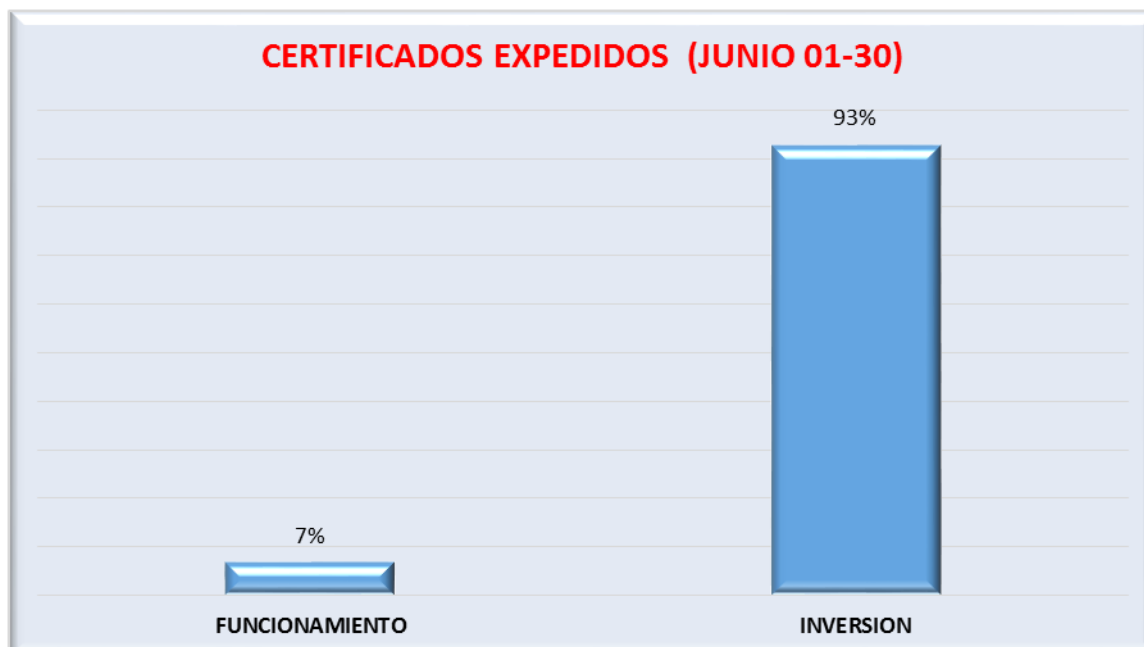 CERTIFICADOS EXPEDIDOS (JUNIO 01-30)
93%
7%
FUNCIONAMIENTO
INVERSION